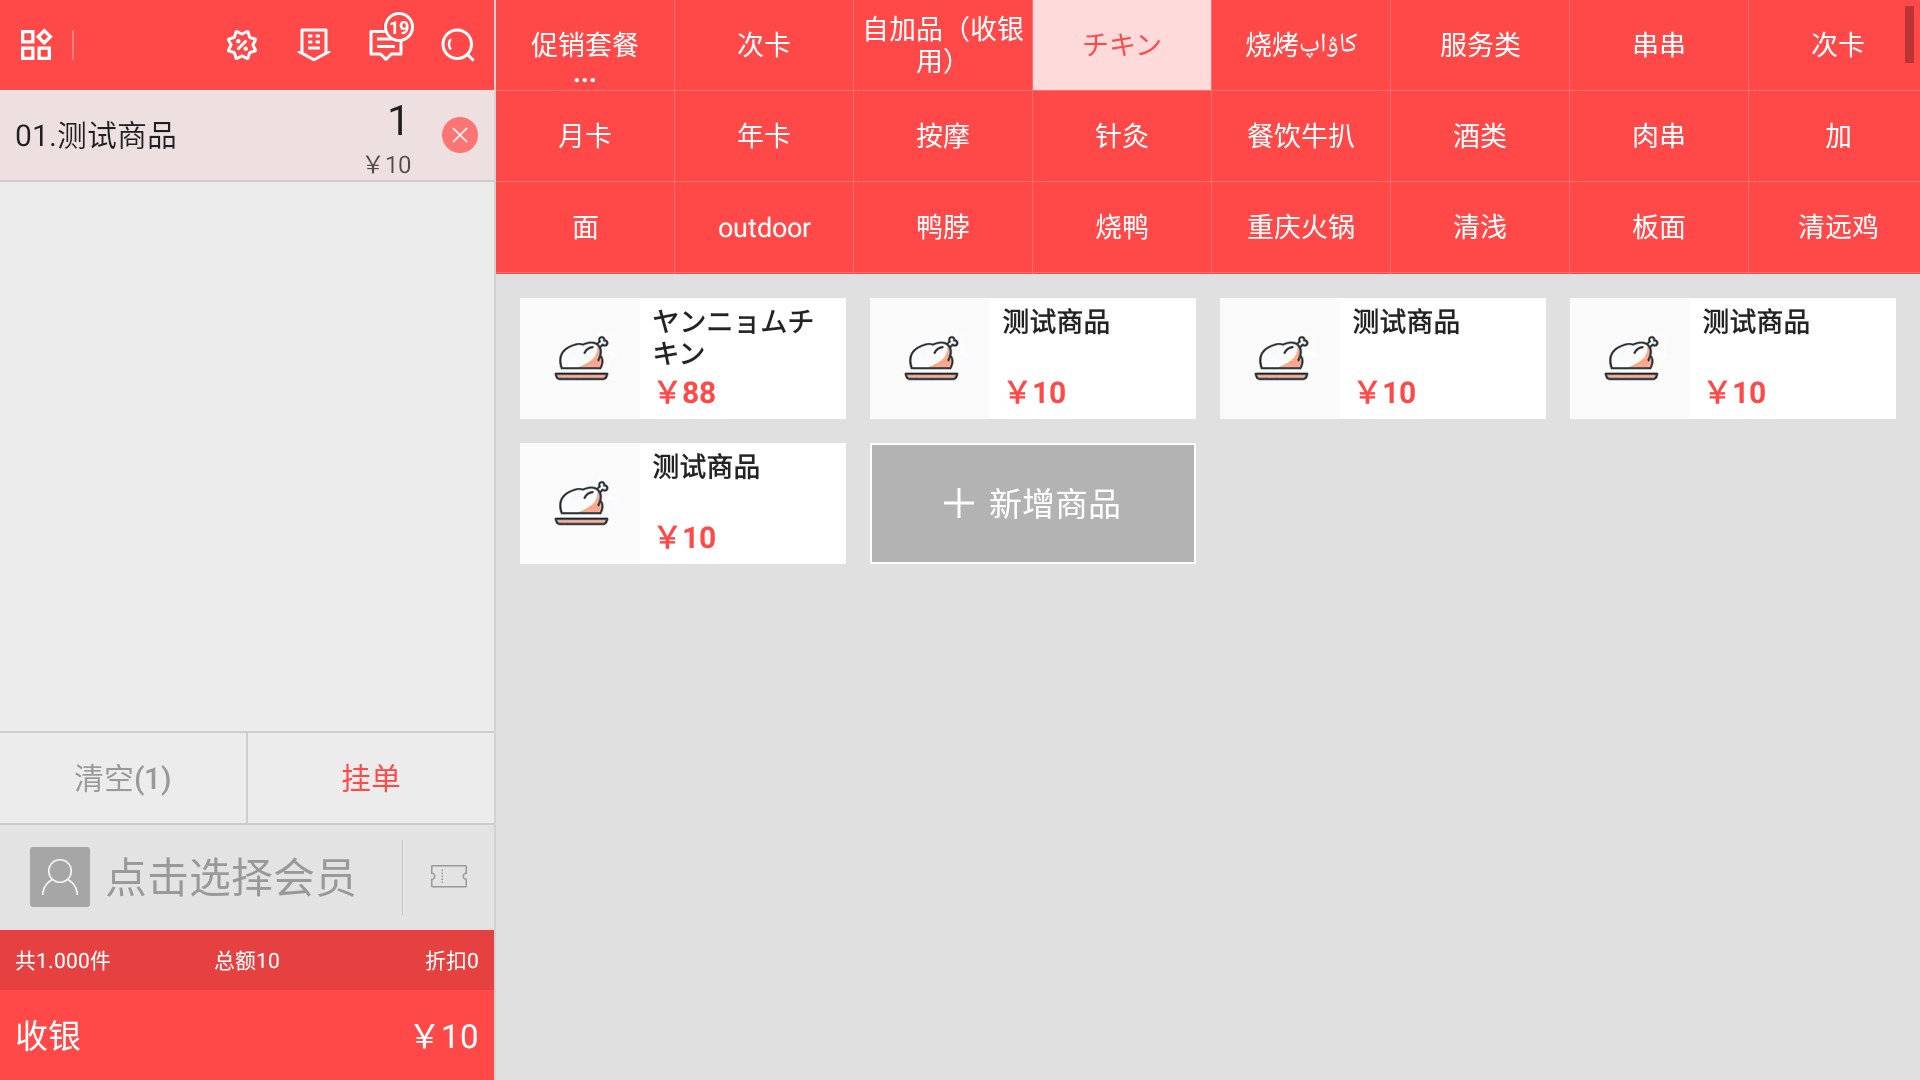 19
01.测试商品
1
￥10
清空(1)
挂单
点击选择会员
共1.000件
总额10
折扣0
收银
￥10
促销套餐
...
次卡
自加品（收银
用）
チキン
烧烤كاۋاپ
服务类
串串
次卡
月卡
年卡
按摩
针灸
餐饮牛扒
酒类
肉串
加
面
outdoor
鸭脖
烧鸭
重庆火锅
清浅
板面
清远鸡
ヤンニョムチ
キン
￥88
测试商品
￥10
测试商品
￥10
测试商品
￥10
测试商品
￥10
新增商品